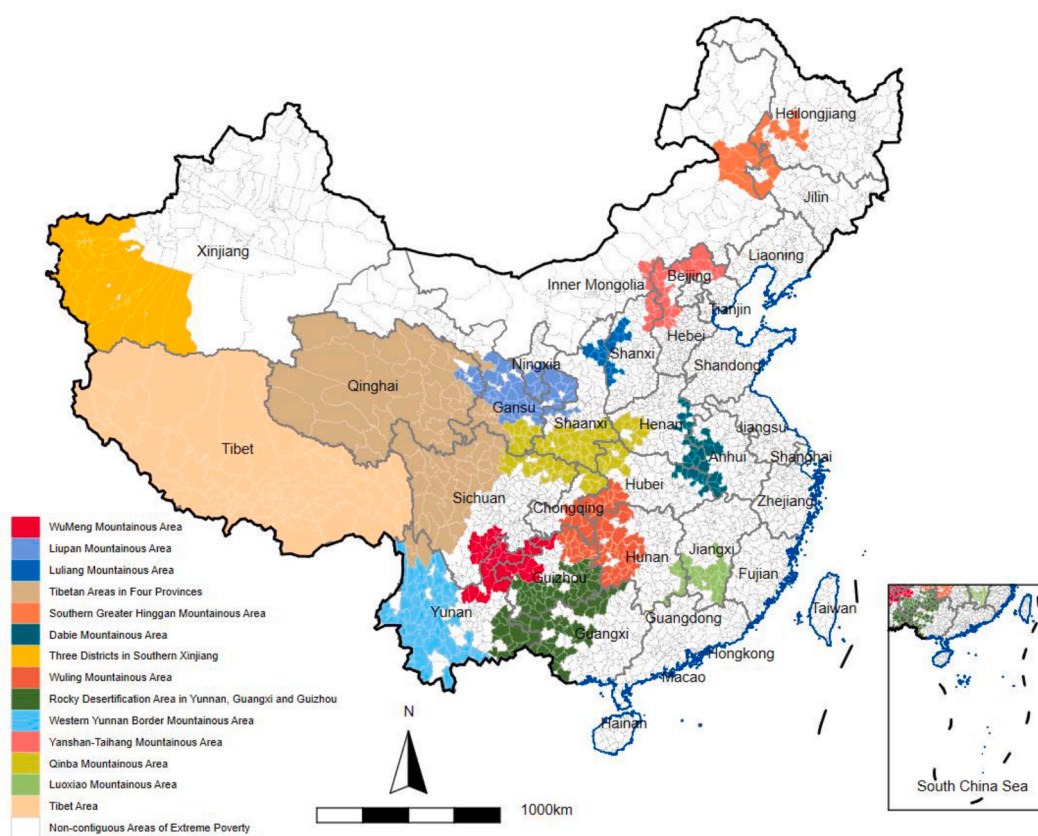 Heilongjiang
Jilin
Xinjiang
Liaoning
Inner Mongolia
Beijing
Tianjin
Hebei
Ningxia
Shanxi
Shandong
Qinghai
Gansu
Shaanxi
Henan
Jiangsu
Tibet
Anhui
Shanghai
Hubei
Sichuan
Zhejiang
Chongqing
Hunan
Jiangxi
Guizhou
Fujian
Yunan
Taiwan
Guangxi
Guangdong
Hongkong
Macao
Hainan
WuMeng Mountainous Area
Liupan Mountainous Area
Luliang Mountainous Area
Tibetan Areas in Four Provinces
Southern Greater Hinggan Mountainous Area
Dabie Mountainous Area
Three Districts in Southern Xinjiang
Wuling Mountainous Area
Rocky Desertification Area in Yunnan, Guangxi and Guizhou
Western Yunnan Border Mountainous Area
Yanshan-Taihang Mountainous Area
Qinba Mountainous Area
Luoxiao Mountainous Area
Tibet Area
Non-contiguous Areas of Extreme Poverty
N
1000km
South China Sea